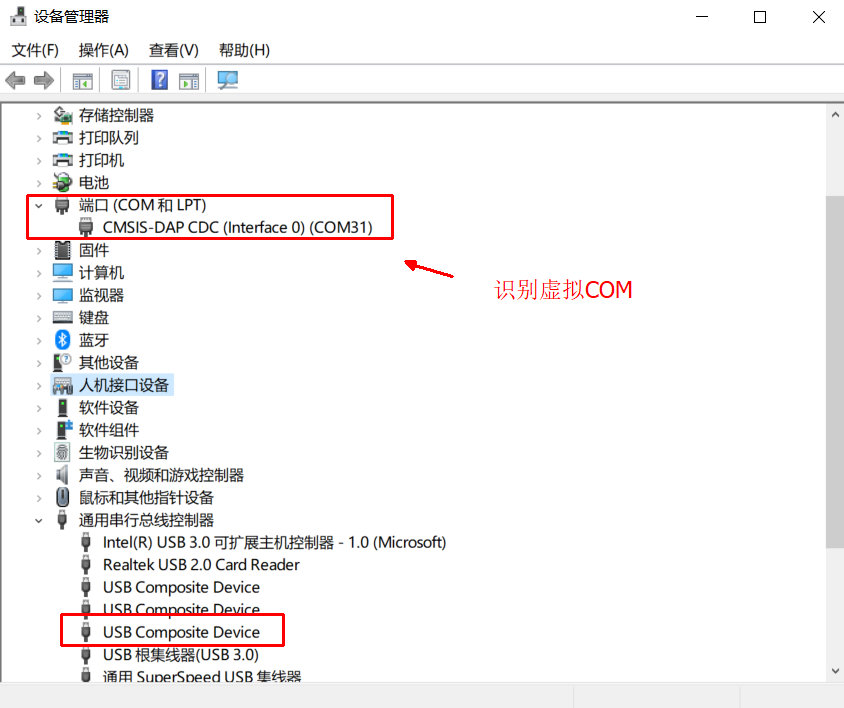 设备管理器
文件(F) 操作(A) 查看(V) 帮助(H)
存储控制器
打印队列
打印机
电池
端口 (COM 和 LPT)
CMSIS-DAP CDC (Interface 0) (COM31)
固件
计算机
识别虚拟COM
监视器
键盘
蓝牙
其他设备
人机接口设备
软件设备
软件组件
生物识别设备
声音、视频和游戏控制器
鼠标和其他指针设备
通用串行总线控制器
Intel(R) USB 3.0 可扩展主机控制器 - 1.0 (Microsoft)
Realtek USB 2.0 Card Reader
USB Composite Device
USB Composite Device
USB Composite Device
USB 根集线器(USB 3.0)
通用 SuperSpeed USB 集线器